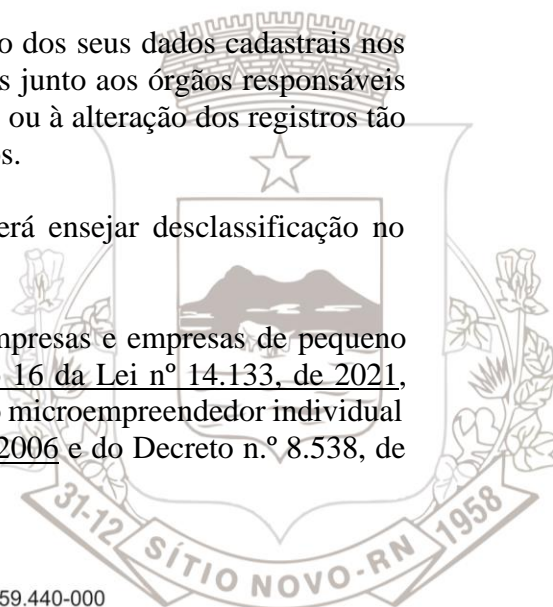 o dos seus dados cadastrais nos
s junto aos órgãos responsáveis
ou à alteração dos registros tão
os.
erá ensejar desclassificação no
mpresas e empresas de pequeno
16 da Lei nº 14.133, de 2021,
o microempreendedor individual
2006 e do Decreto n.º 8.538, de
31-12 SÍTIO NOVO-RN 1958
59.440-000